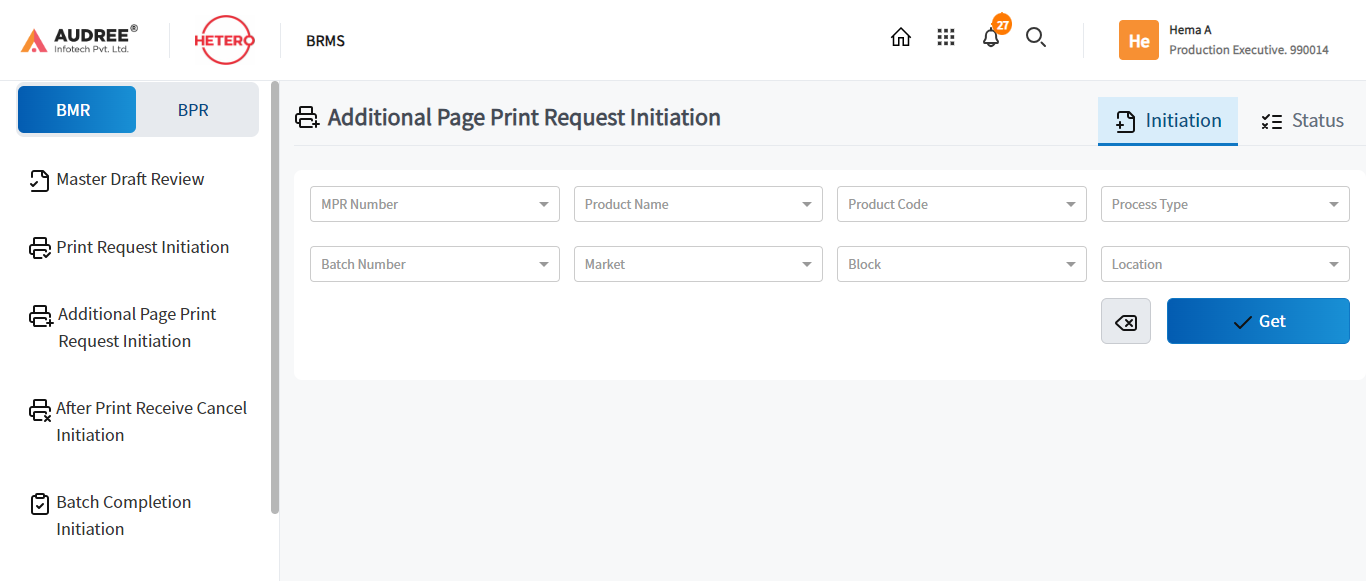 AUDREE®
Infotech Pvt. Ltd.
HETERO
BRMS
27
He
Hema A
Production Executive. 990014
BMR
BPR
Master Draft Review
Print Request Initiation
Additional Page Print
Request Initiation
After Print Receive Cancel
Initiation
Batch Completion
Initiation
Additional Page Print Request Initiation
Initiation
Status
MPR Number
Product Name
Product Code
Process Type
Batch Number
Market
Block
Location
Get